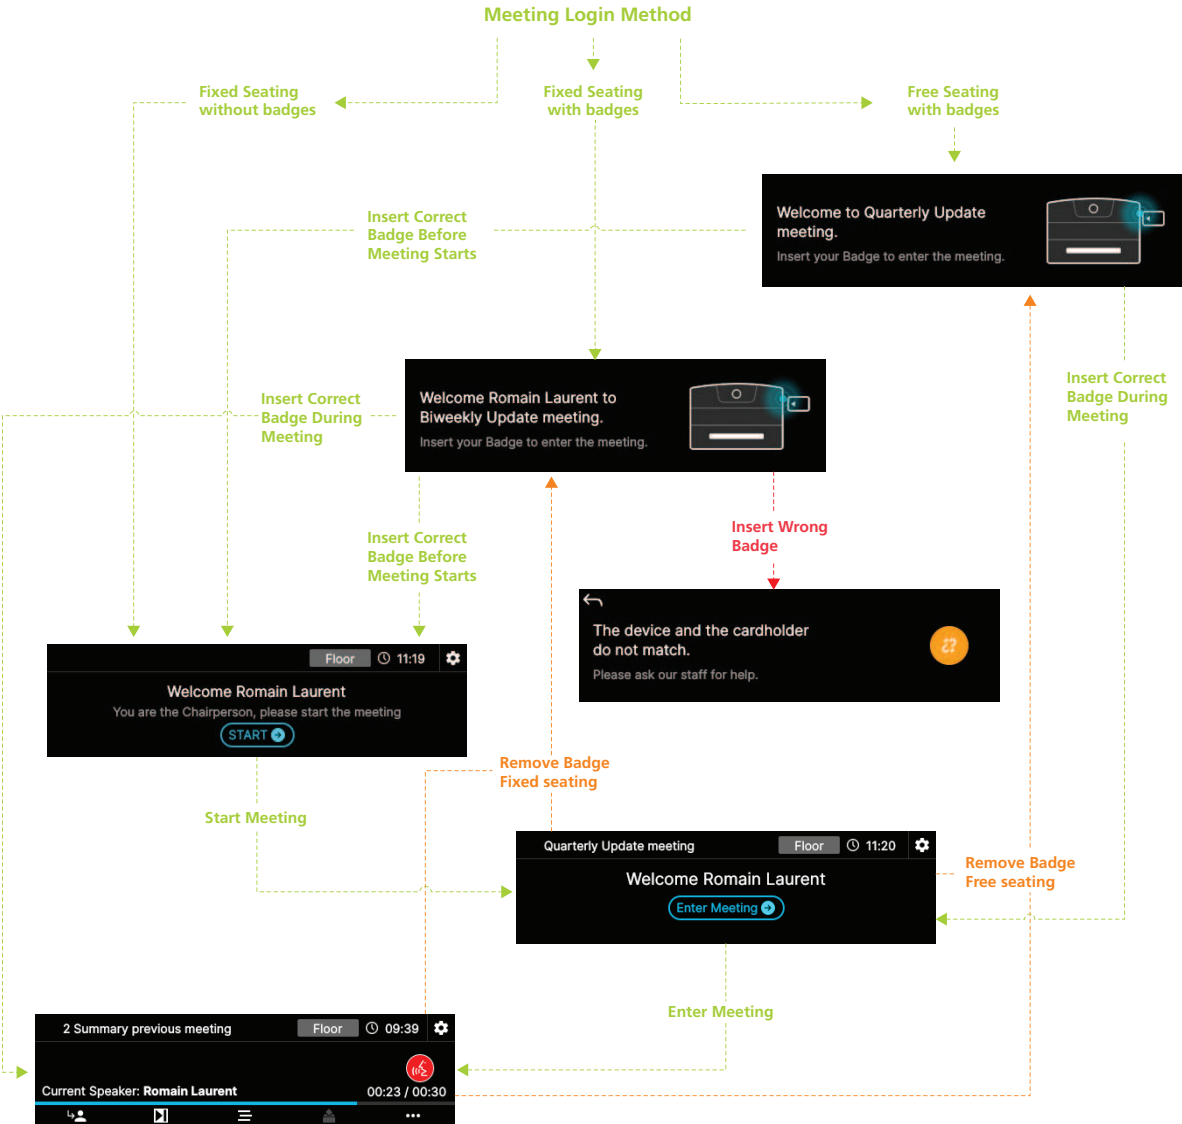 Meeting Login Method
Fixed Seating
without badges
Fixed Seating
with badges
Free Seating
with badges
Welcome to Quarterly Update
meeting.
Insert your Badge to enter the meeting.
Insert Correct
Badge Before
Meeting Starts
Welcome Romain Laurent to
Biweekly Update meeting.
Insert your Badge to enter the meeting.
Insert Correct
Badge During
Meeting
Insert Correct
Badge During
Meeting
Insert Correct
Badge Before
Meeting Starts
Insert Wrong
Badge
The device and the cardholder
do not match.
Please ask our staff for help.
Floor 11:19
Welcome Romain Laurent
You are the Chairperson, please start the meeting
START
Remove Badge
Fixed seating
Start Meeting
Quarterly Update meeting Floor 11:20
Welcome Romain Laurent
Enter Meeting
Remove Badge
Free seating
Enter Meeting
2 Summary previous meeting Floor 09:39
Current Speaker: Romain Laurent 00:23 / 00:30